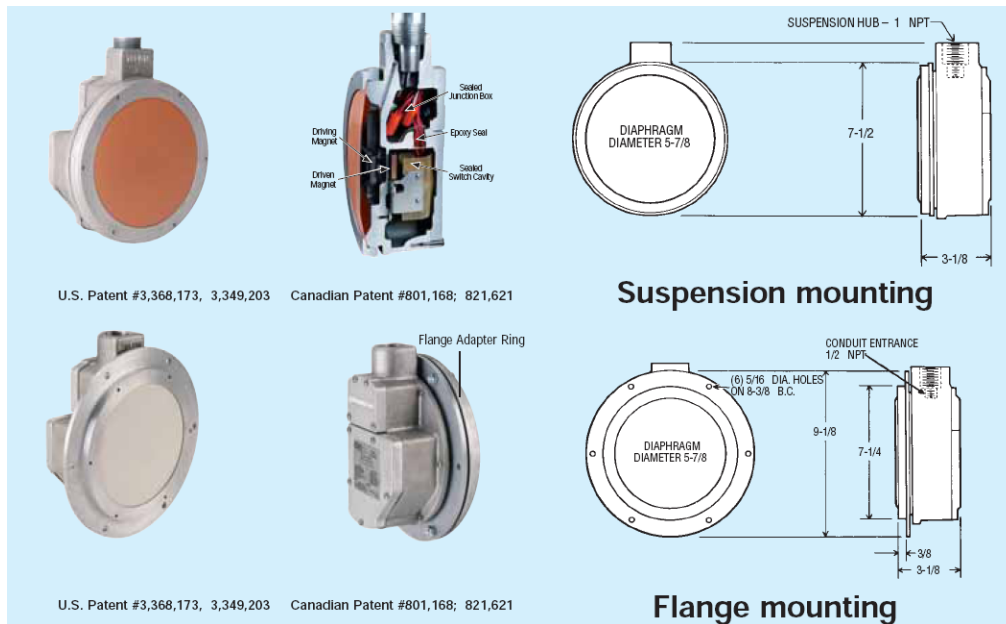 SUSPENSION HUB – 1 NPT
Sealed
Junction Box
Driving
Magnet
Epoxy Seal
Driven
Magnet
Sealed
Switch Cavity
DIAPHRAGM
DIAMETER 5-7/8
7-1/2
3-1/8
U.S. Patent #3,368,173, 3,349,203
Canadian Patent #801,168; 821,621
Suspension mounting
Flange Adapter Ring
CONDUIT ENTRANCE
1/2 NPT
(6) 5/16 DIA. HOLES
ON 8-3/8 B.C.
9-1/8
7-1/4
DIAPHRAGM
DIAMETER 5-7/8
3/8
3-1/8
U.S. Patent #3,368,173, 3,349,203
Canadian Patent #801,168; 821,621
Flange mounting